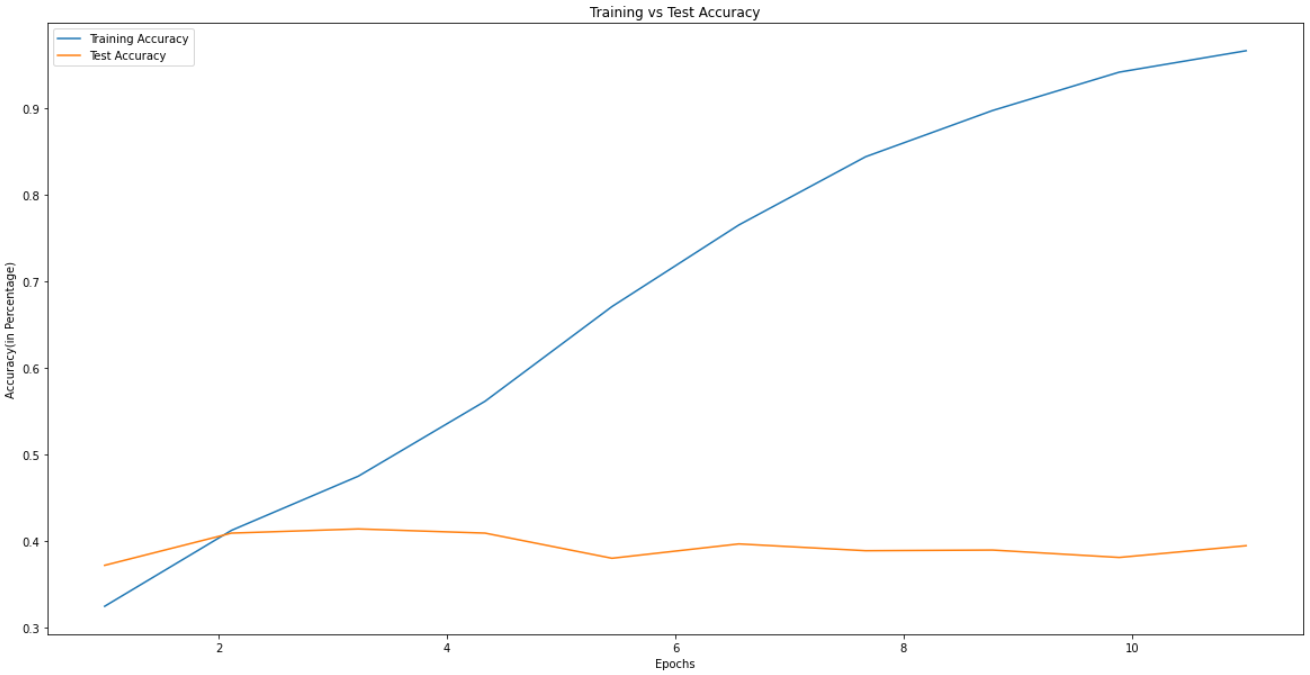 Training vs Test Accuracy
Training Accuracy
Test Accuracy
Accuracy(in Percentage)
0.9
0.8
0.7
0.6
0.5
0.4
0.3
2 4 6 8 10
Epochs